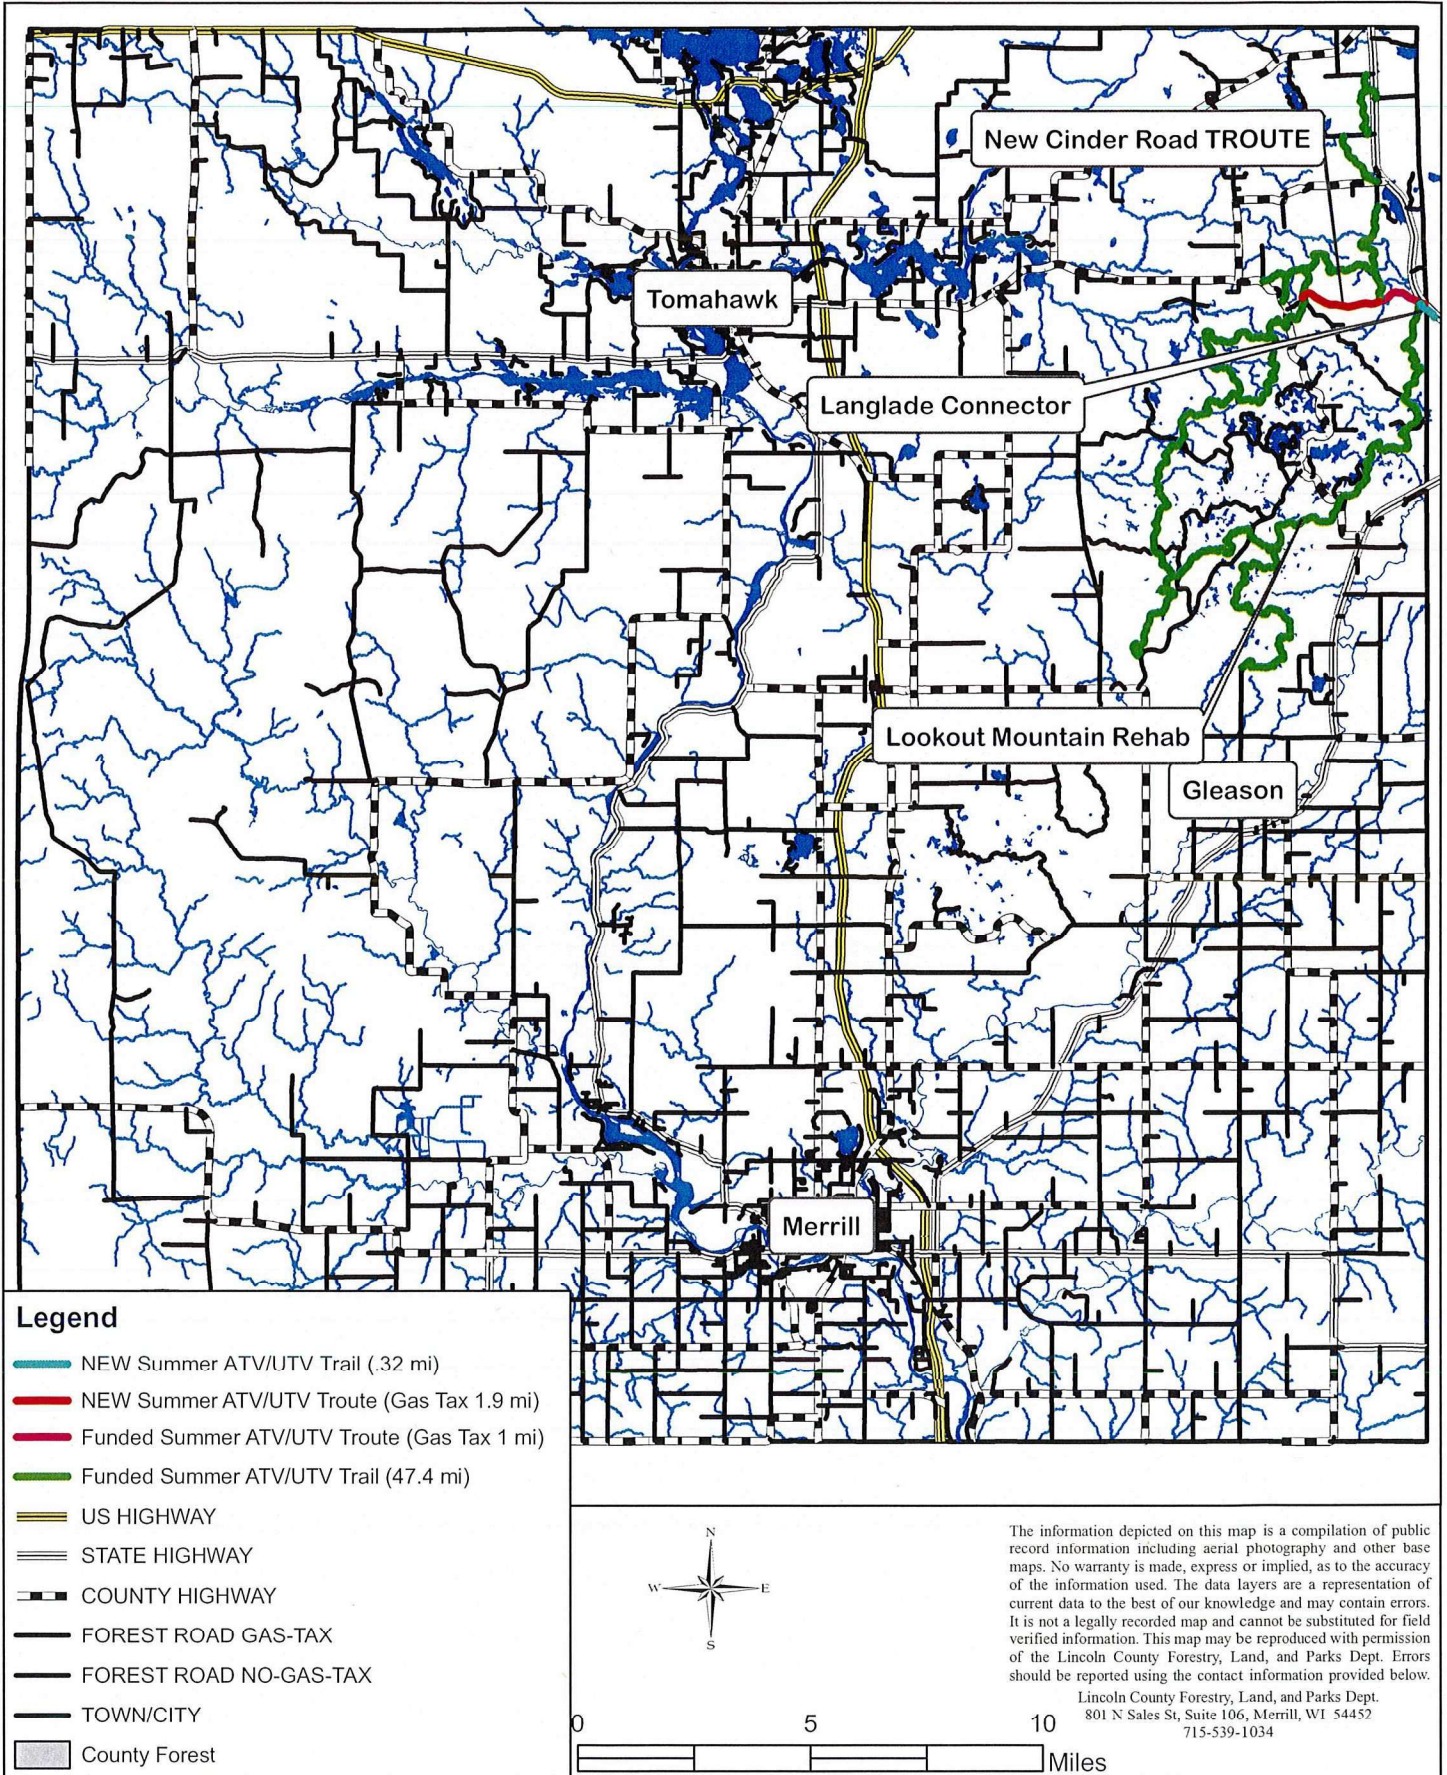 New Cinder Road TROUTE
Tomahawk
Langlade Connector
Lookout Mountain Rehab
Gleason
Merrill
Legend
NEW Summer ATV/UTV Trail (.32 mi)
NEW Summer ATV/UTV Troute (Gas Tax 1.9 mi)
Funded Summer ATV/UTV Troute (Gas Tax 1 mi)
Funded Summer ATV/UTV Trail (47.4 mi)
US HIGHWAY
STATE HIGHWAY
COUNTY HIGHWAY
FOREST ROAD GAS-TAX
FOREST ROAD NO-GAS-TAX
TOWN/CITY
County Forest
N
W E
S
0 5 10
Miles
The information depicted on this map is a compilation of public
record information including aerial photography and other base
maps. No warranty is made, express or implied, as to the accuracy
of the information used. The data layers are a representation of
current data to the best of our knowledge and may contain errors.
It is not a legally recorded map and cannot be substituted for field
verified information. This map may be reproduced with permission
of the Lincoln County Forestry, Land, and Parks Dept. Errors
should be reported using the contact information provided below.
Lincoln County Forestry, Land, and Parks Dept.
801 N Sales St, Suite 106, Merrill, WI 54452
715-539-1034